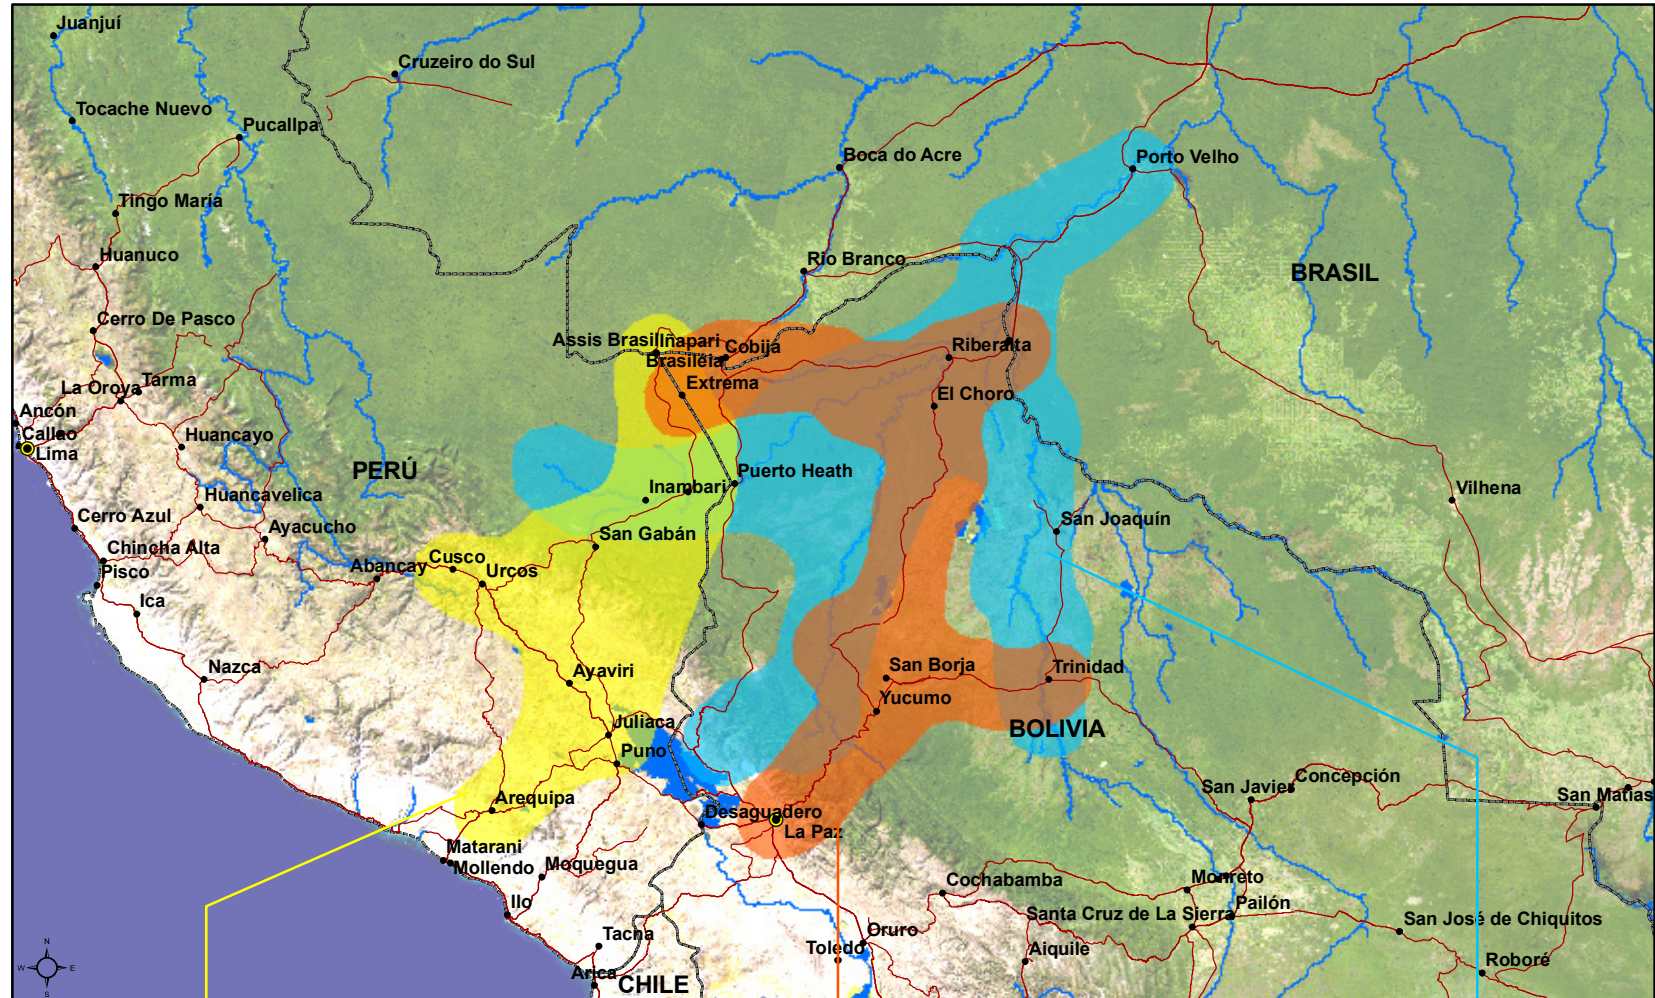 Juanjuí
Cruzeiro do Sul
Tocache Nuevo
Pucallpa
Boca do Acre
Porto Velho
Tingo María
Huanuco
Río Branco
BRASIL
Cerro De Pasco
Assis Brasil
Iñapari
Cobija
Brasileia
Riberalta
Extrema
La Oroya
Tarma
El Choro
Ancón
Callao
Lima
Huancayo
PERÚ
Puerto Heath
Inambari
Vilhena
Huancavelica
Cerro Azul
Ayacucho
San Joaquín
San Gabán
Chincha Alta
Pisco
Abancay
Cusco
Urcos
Ica
Nazca
Ayaviri
San Borja
Trinidad
Yucumo
Juliaca
BOLIVIA
Puno
Arequipa
San Javier
Concepción
San Matías
Desaguadero
La Paz
Matarani
Mollendo
Moquegua
Cochabamba
Ilo
Santa Cruz de La Sierra
Pailón
San José de Chiquitos
Tacna
Oruro
Toledo
Aiquile
Roboré
Arica
CHILE
N
W
E
S